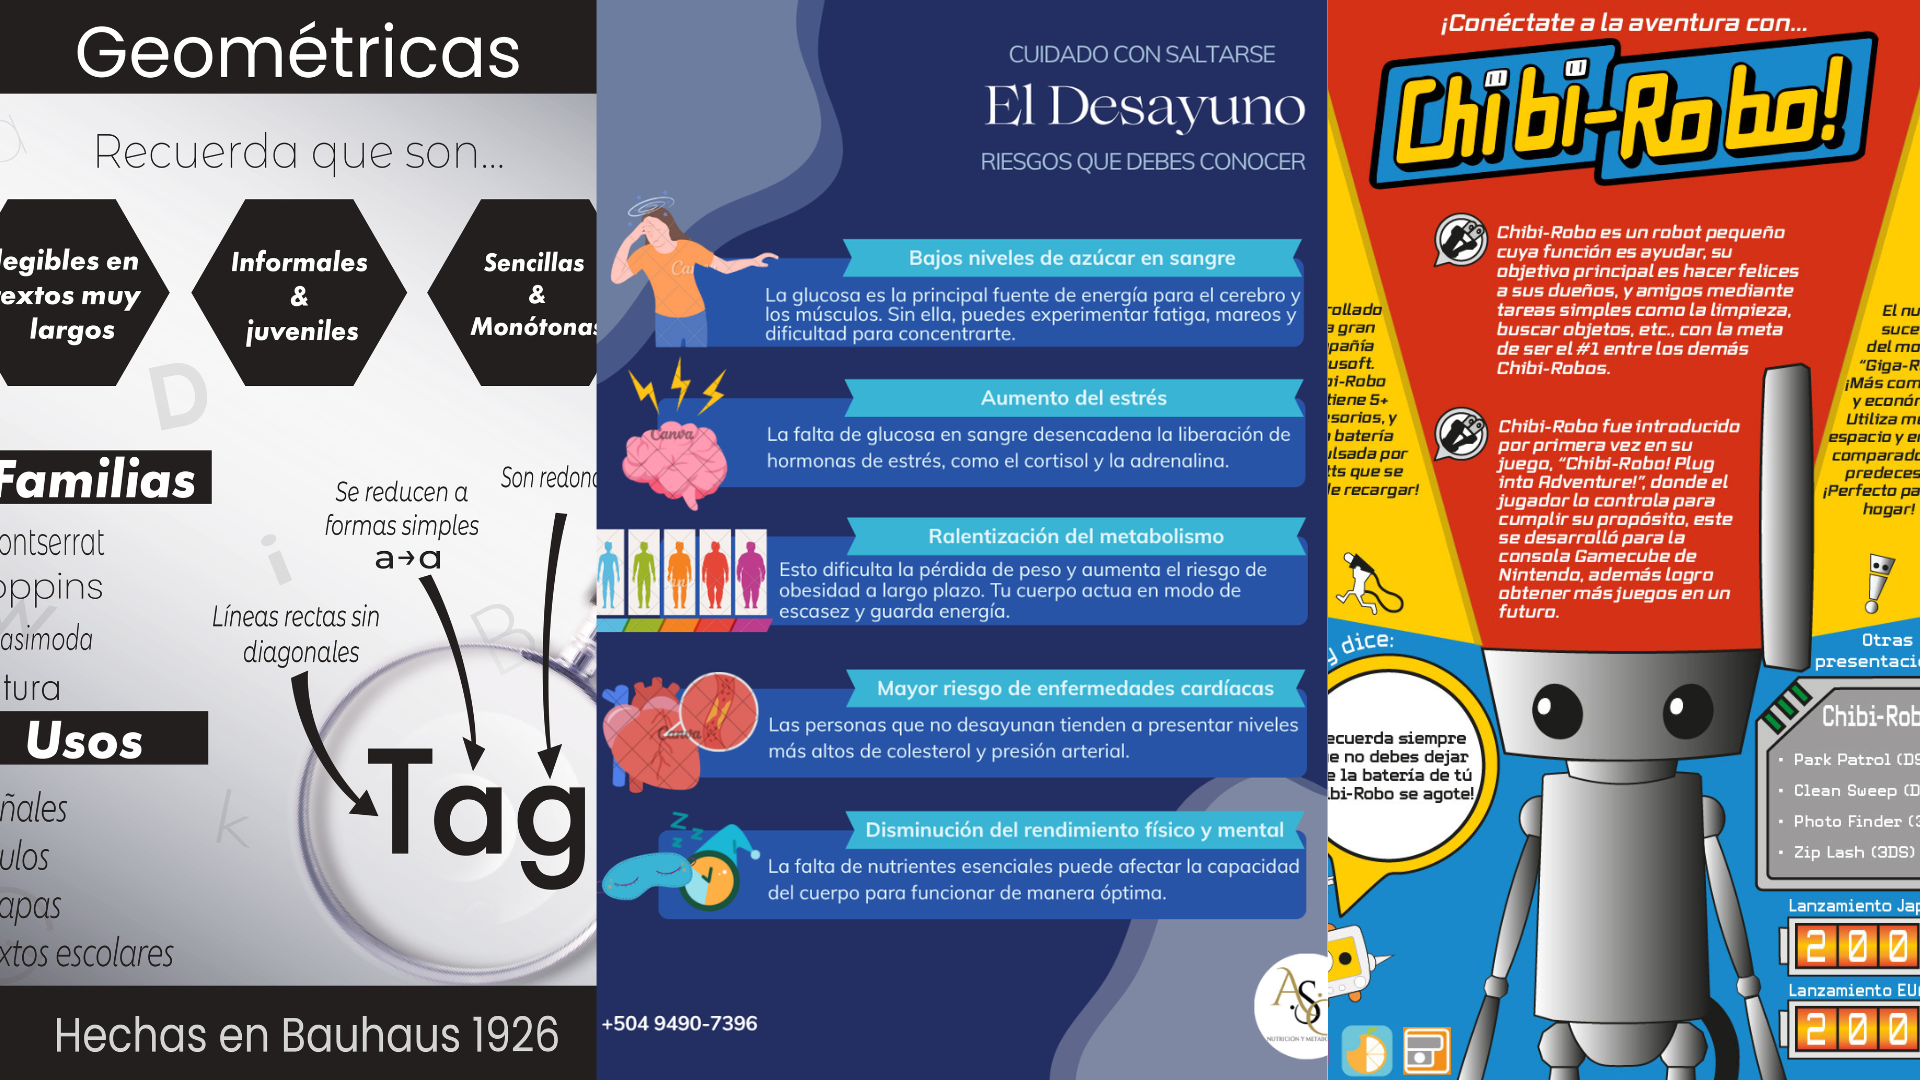 Geométricas
Recuerda que son...
legibles en
textos muy
largos
Informales
&
juveniles
Sencillas
&
Monótonas
Familias
ontserrat
oppins
asimoda
tura
Usos
ñales
ulos
apas
xtos escolares
Se reducen a
formas simples
a→ɑ
Son redond
Líneas rectas sin
diagonales
Tag
D
i
B
k
Hechas en Bauhaus 1926
CUIDADO CON SALTARSE
El Desayuno
RIESGOS QUE DEBES CONOCER
Bajos niveles de azúcar en sangre
La glucosa es la principal fuente de energía para el cerebro y
los músculos. Sin ella, puedes experimentar fatiga, mareos y
dificultad para concentrarte.
Aumento del estrés
La falta de glucosa en sangre desencadena la liberación de
hormonas de estrés, como el cortisol y la adrenalina.
Canva
Ralentización del metabolismo
Esto dificulta la pérdida de peso y aumenta el riesgo de
obesidad a largo plazo. Tu cuerpo actua en modo de
escasez y guarda energía.
Mayor riesgo de enfermedades cardíacas
Las personas que no desayunan tienden a presentar niveles
más altos de colesterol y presión arterial.
Canva
Disminución del rendimiento físico y mental
La falta de nutrientes esenciales puede afectar la capacidad
del cuerpo para funcionar de manera óptima.
+504 9490-7396
ASC
NUTRICION Y METABO
¡Conéctate a la aventura con...
Chibi-Robo!
Chibi-Robo es un robot pequeño
cuya función es ayudar, su
objetivo principal es hacer felices
a sus dueños, y amigos mediante
tareas simples como la limpieza,
buscar objetos, etc., con la meta
de ser el #1 entre los demás
Chibi-Robos.
Chibi-Robo fue introducido
por primera vez en su
juego, "Chibi-Robo! Plug
into Adventure!", donde el
jugador lo controla para
cumplir su propósito, este
se desarrolló para la
consola Gamecube de
Nintendo, además logro
obtener más juegos en un
futuro.
rollado
a gran
pañía
usoft.
bi-Robo
tiene 5+
sorios, y
batería
ulsada por
tts que se
e recargar!
El nu
suce
del mo
"Giga-R
¡Más com
y econór
Utiliza mu
espacio y en
comparado
predeces
¡Perfecto pa
hogar!
y dice:
ecuerda siempre
e no debes dejar
e la batería de tú
bi-Robo se agote!
Otras
presentaci
Chibi-Rob
• Park Patrol (DS
• Clean Sweep (D
• Photo Finder (3
• Zip Lash (3DS)
Lanzamiento Jap
200
Lanzamiento EU
200